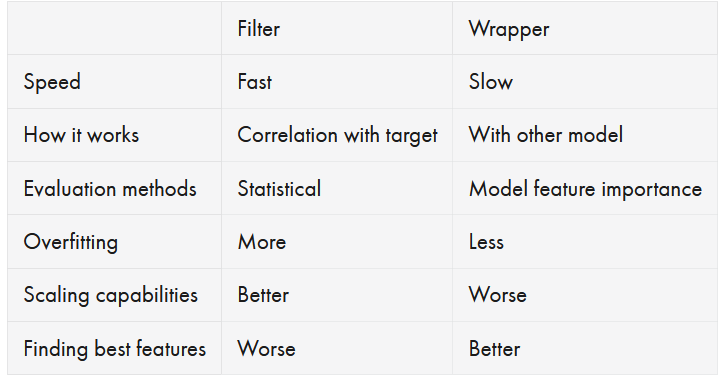 Filter Wrapper
Speed Fast Slow
How it works Correlation with target With other model
Evaluation methods Statistical Model feature importance
Overfitting More Less
Scaling capabilities Better Worse
Finding best features Worse Better